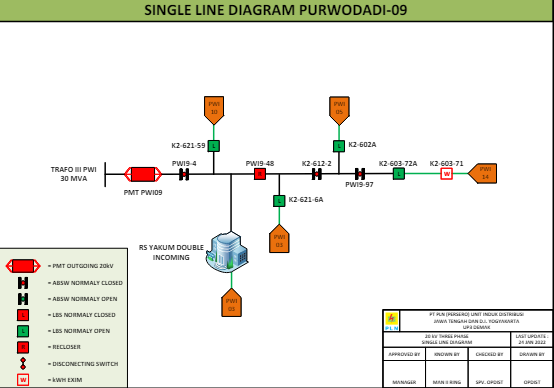 SINGLE LINE DIAGRAM PURWODADI-09
PWI
10
PWI
05
K2-621-59
L
L
K2-602A
TRAFO III PWI
30 MVA
PWI9-4
PWI9-48
K2-612-2
K2-603-72A
K2-603-71
L
W
PWI
14
PMT PWI09
PWI9-97
L
K2-621-6A
PWI
03
RS YAKUM DOUBLE
INCOMING
PWI
03
= PMT OUTGOING 20kV
= ABSW NORMALY CLOSED
= ABSW NORMALY OPEN
L = LBS NORMALY CLOSED
L = LBS NORMALY OPEN
R = RECLOSER
= DISCONECTING SWITCH
W = kWH EXIM
PLN
PT PLN (PERSERO) UNIT INDUK DISTRIBUSI
JAWA TENGAH DAN D.I. YOGYAKARTA
UP3 DEMAK
20 kV THREE PHASE
SINGLE LINE DIAGRAM
LAST UPDATE :
24 JAN 2022
APPROVED BY
KNOWN BY
CHECKED BY
DRAWN BY
MANAGER
MAN II RING
SPV. OPDIST
OPDIST